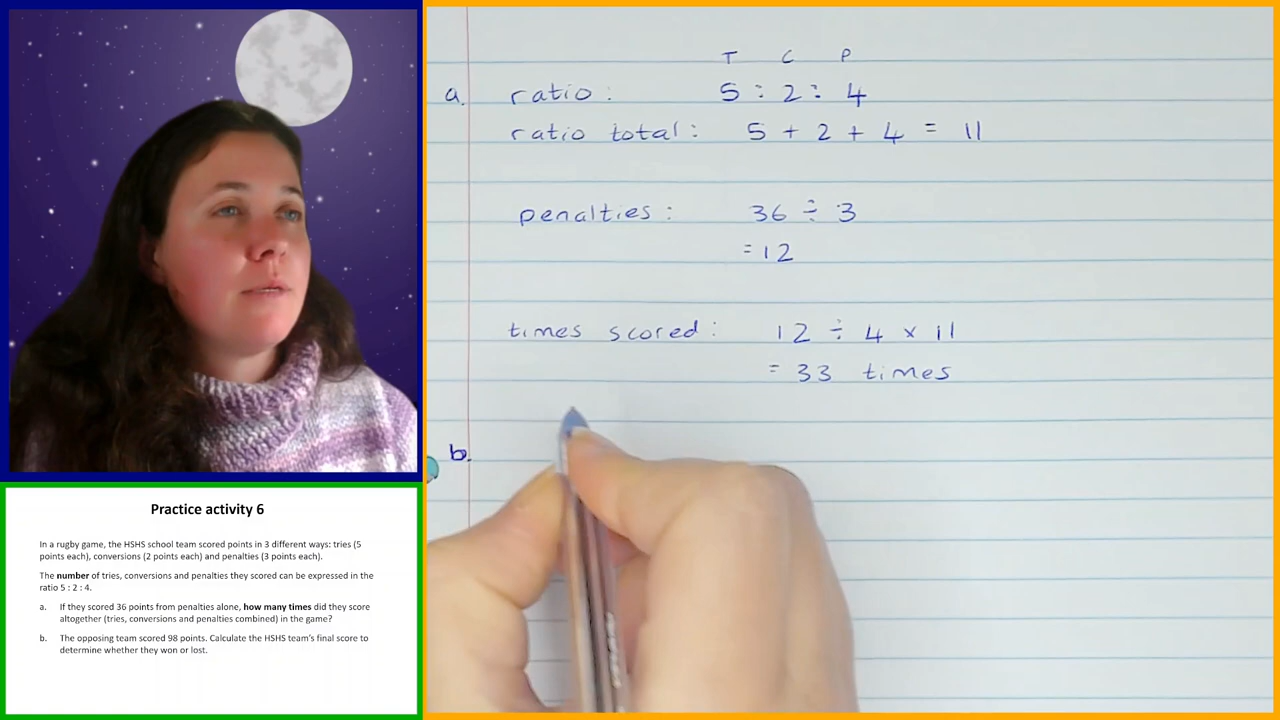 T C P
a. ratio : 5 : 2 : 4
ratio total : 5 + 2 + 4 = 11
penalties : 36 ÷ 3
= 12
times scored : 12 ÷ 4 × 11
= 33 times
b.
Practice activity 6
In a rugby game, the HSHS school team scored points in 3 different ways: tries (5
points each), conversions (2 points each) and penalties (3 points each).
The number of tries, conversions and penalties they scored can be expressed in the
ratio 5 : 2 : 4.
a. If they scored 36 points from penalties alone, how many times did they score
altogether (tries, conversions and penalties combined) in the game?
b. The opposing team scored 98 points. Calculate the HSHS team's final score to
determine whether they won or lost.